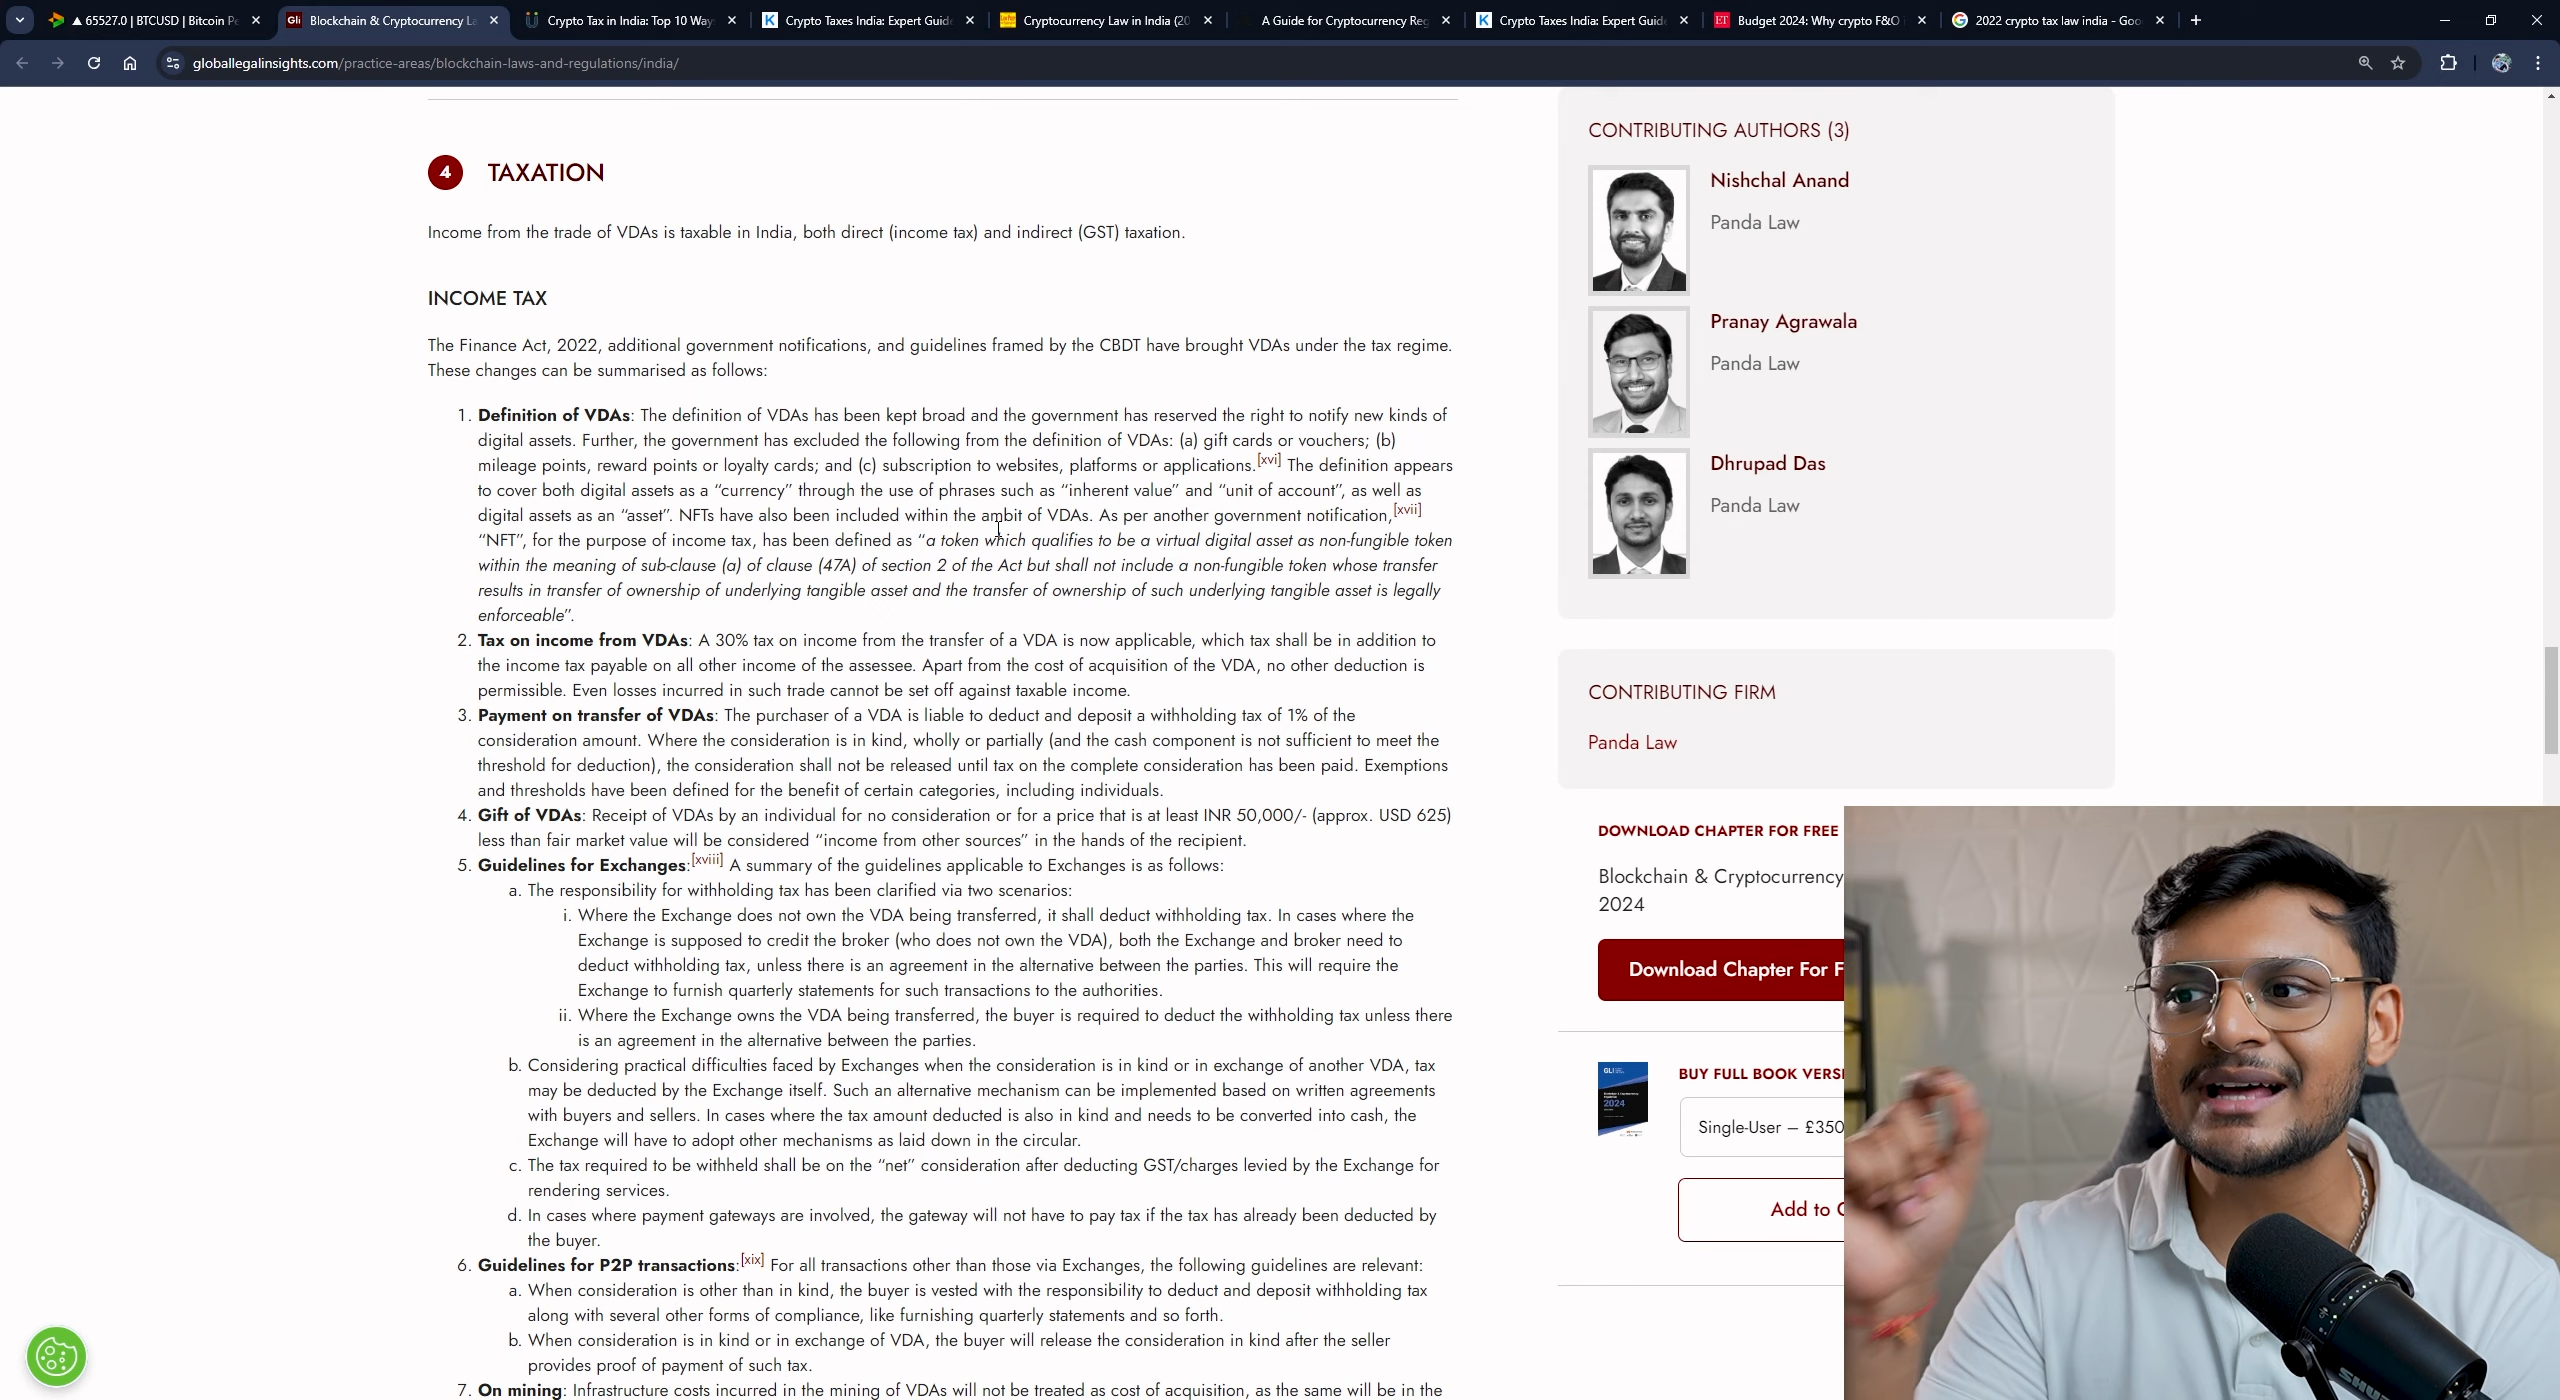 ▲ 65527.0 | BTCUSD | Bitcoin Pe
Gli Blockchain & Cryptocurrency La
Crypto Tax in India: Top 10 Way
K Crypto Taxes India: Expert Guide
Cryptocurrency Law in India (20
A Guide for Cryptocurrency Reg
K Crypto Taxes India: Expert Guide
ET Budget 2024: Why crypto F&O
2022 crypto tax law india - Goo
globallegalinsights.com/practice-areas/blockchain-laws-and-regulations/india/
4 TAXATION
Income from the trade of VDAs is taxable in India, both direct (income tax) and indirect (GST) taxation.
INCOME TAX
The Finance Act, 2022, additional government notifications, and guidelines framed by the CBDT have brought VDAs under the tax regime.
These changes can be summarised as follows:
1. Definition of VDAs: The definition of VDAs has been kept broad and the government has reserved the right to notify new kinds of
digital assets. Further, the government has excluded the following from the definition of VDAs: (a) gift cards or vouchers; (b)
mileage points, reward points or loyalty cards; and (c) subscription to websites, platforms or applications.[xvi] The definition appears
to cover both digital assets as a “currency” through the use of phrases such as “inherent value” and “unit of account”, as well as
digital assets as an “asset”. NFTs have also been included within the ambit of VDAs. As per another government notification,[xvii]
“NFT”, for the purpose of income tax, has been defined as “a token which qualifies to be a virtual digital asset as non-fungible token
within the meaning of sub-clause (a) of clause (47A) of section 2 of the Act but shall not include a non-fungible token whose transfer
results in transfer of ownership of underlying tangible asset and the transfer of ownership of such underlying tangible asset is legally
enforceable”.
2. Tax on income from VDAs: A 30% tax on income from the transfer of a VDA is now applicable, which tax shall be in addition to
the income tax payable on all other income of the assessee. Apart from the cost of acquisition of the VDA, no other deduction is
permissible. Even losses incurred in such trade cannot be set off against taxable income.
3. Payment on transfer of VDAs: The purchaser of a VDA is liable to deduct and deposit a withholding tax of 1% of the
consideration amount. Where the consideration is in kind, wholly or partially (and the cash component is not sufficient to meet the
threshold for deduction), the consideration shall not be released until tax on the complete consideration has been paid. Exemptions
and thresholds have been defined for the benefit of certain categories, including individuals.
4. Gift of VDAs: Receipt of VDAs by an individual for no consideration or for a price that is at least INR 50,000/- (approx. USD 625)
less than fair market value will be considered “income from other sources” in the hands of the recipient.
5. Guidelines for Exchanges:[xviii] A summary of the guidelines applicable to Exchanges is as follows:
a. The responsibility for withholding tax has been clarified via two scenarios:
i. Where the Exchange does not own the VDA being transferred, it shall deduct withholding tax. In cases where the
Exchange is supposed to credit the broker (who does not own the VDA), both the Exchange and broker need to
deduct withholding tax, unless there is an agreement in the alternative between the parties. This will require the
Exchange to furnish quarterly statements for such transactions to the authorities.
ii. Where the Exchange owns the VDA being transferred, the buyer is required to deduct the withholding tax unless there
is an agreement in the alternative between the parties.
b. Considering practical difficulties faced by Exchanges when the consideration is in kind or in exchange of another VDA, tax
may be deducted by the Exchange itself. Such an alternative mechanism can be implemented based on written agreements
with buyers and sellers. In cases where the tax amount deducted is also in kind and needs to be converted into cash, the
Exchange will have to adopt other mechanisms as laid down in the circular.
c. The tax required to be withheld shall be on the “net” consideration after deducting GST/charges levied by the Exchange for
rendering services.
d. In cases where payment gateways are involved, the gateway will not have to pay tax if the tax has already been deducted by
the buyer.
6. Guidelines for P2P transactions:[xix] For all transactions other than those via Exchanges, the following guidelines are relevant:
a. When consideration is other than in kind, the buyer is vested with the responsibility to deduct and deposit withholding tax
along with several other forms of compliance, like furnishing quarterly statements and so forth.
b. When consideration is in kind or in exchange of VDA, the buyer will release the consideration in kind after the seller
provides proof of payment of such tax.
7. On mining: Infrastructure costs incurred in the mining of VDAs will not be treated as cost of acquisition, as the same will be in the
CONTRIBUTING AUTHORS (3)
Nishchal Anand
Panda Law
Pranay Agrawala
Panda Law
Dhrupad Das
Panda Law
CONTRIBUTING FIRM
Panda Law
DOWNLOAD CHAPTER FOR FREE
Blockchain & Cryptocurrency
2024
Download Chapter For F
GLI
2024
BUY FULL BOOK VERSI
Single-User – £350
Add to C
SHURE